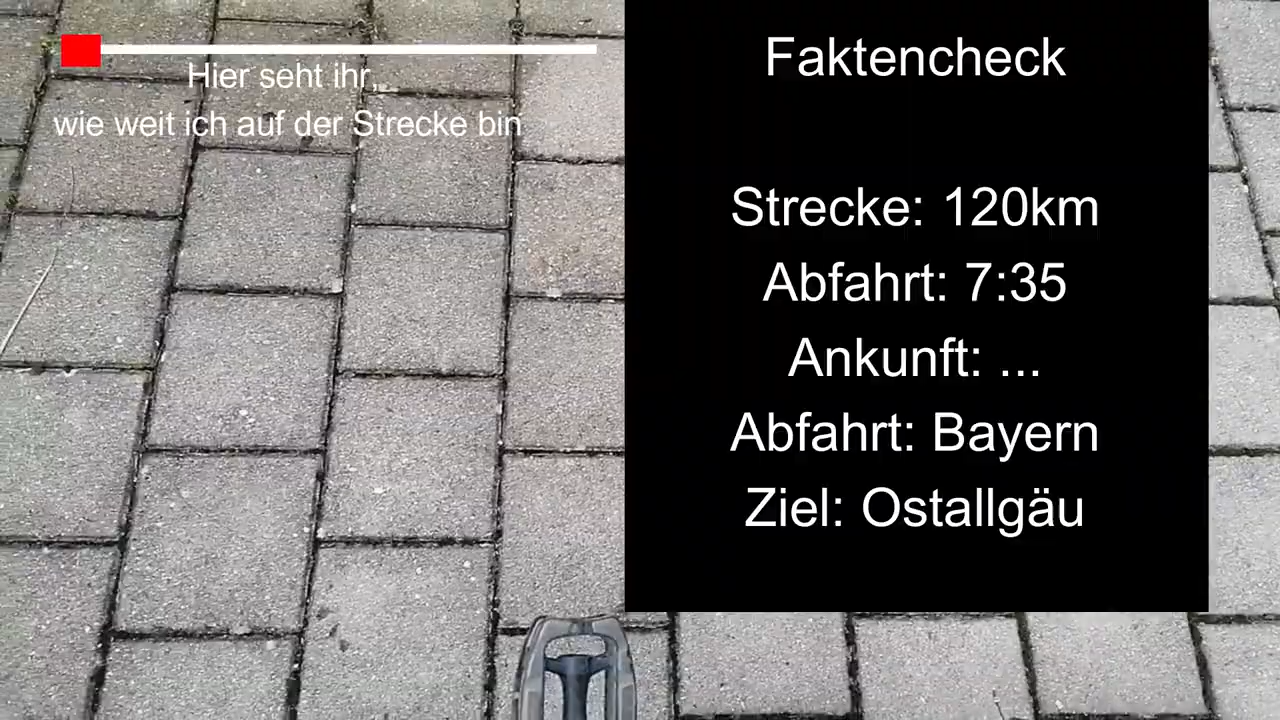 Hier seht ihr,
wie weit ich auf der Strecke bin
Faktencheck
Strecke: 120km
Abfahrt: 7:35
Ankunft: ...
Abfahrt: Bayern
Ziel: Ostallgäu